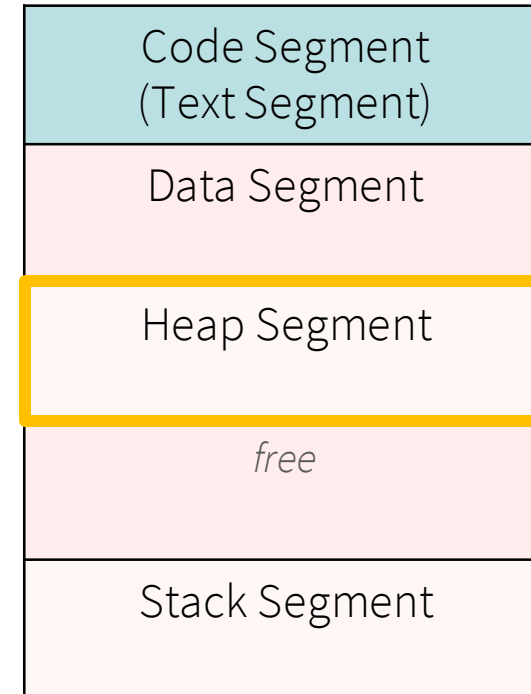 Code Segment
(Text Segment)
Data Segment
Heap Segment
free
Stack Segment